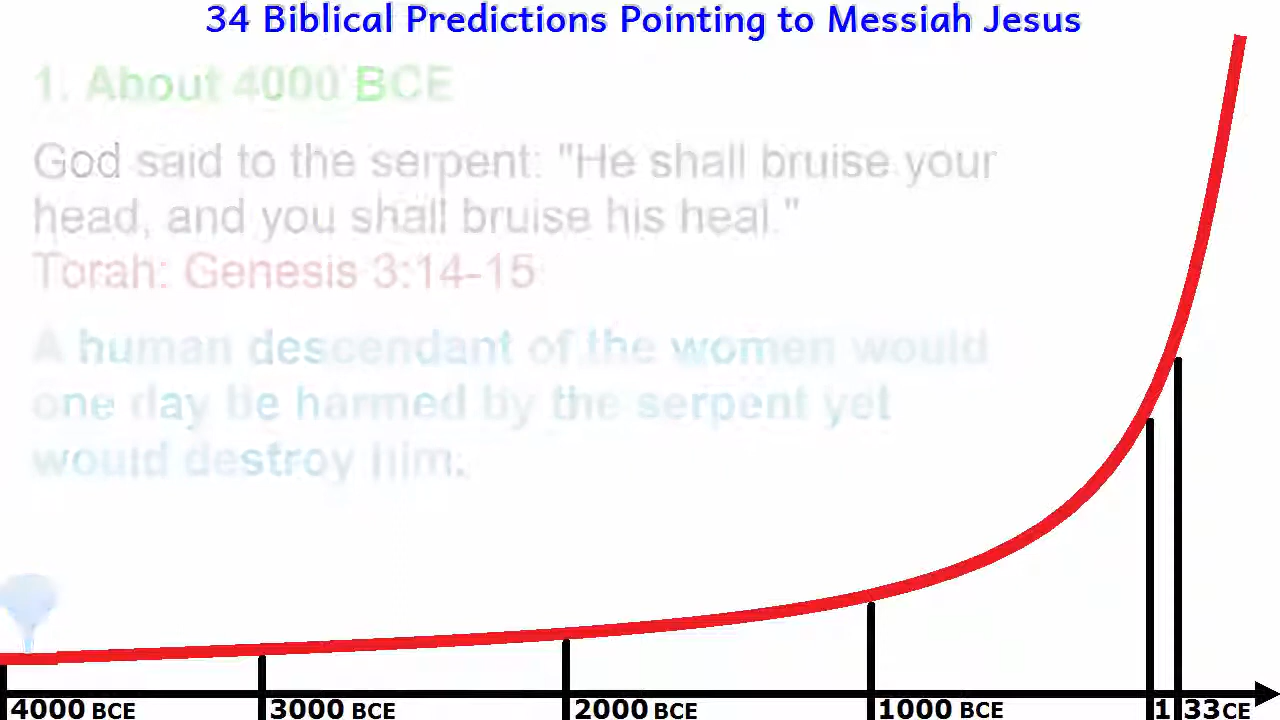 34 Biblical Predictions Pointing to Messiah Jesus
1. About 4000 BCE
God said to the serpent: "He shall bruise your
head, and you shall bruise his heal."
Torah: Genesis 3:14-15
A human descendant of the women would
one day be harmed by the serpent yet
would destroy him.
4000 BCE 3000 BCE 2000 BCE 1000 BCE 1 33 CE